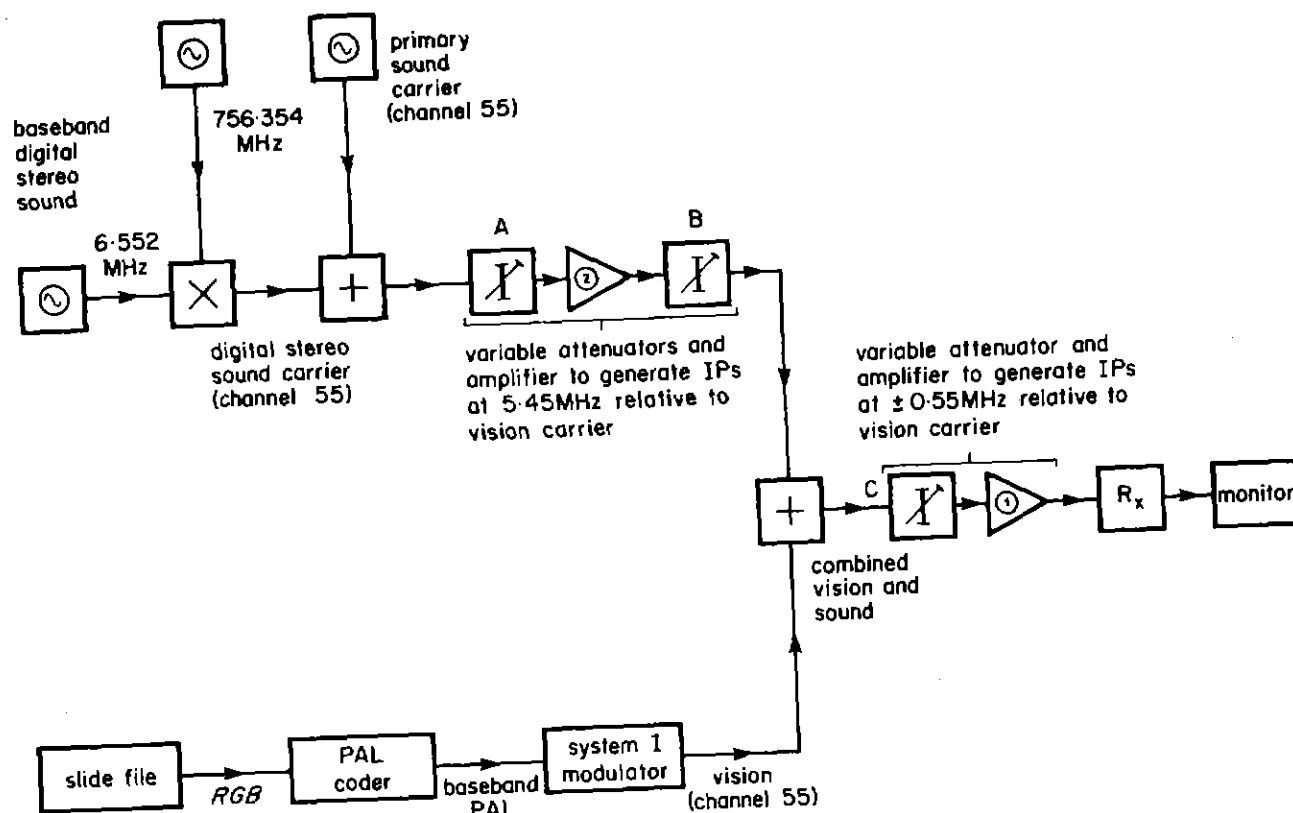 primary
sound
carrier
(channel 55)
756·354
MHz
baseband
digital
stereo
sound
6·552
MHz
A
B
×
+
2
digital stereo
sound carrier
(channel 55)
variable attenuators and
amplifier to generate IPs
at 5·45MHz relative to
vision carrier
variable attenuator and
amplifier to generate IPs
at ±0·55MHz relative to
vision carrier
+
C
1
Rx
monitor
combined
vision and
sound
slide file
RGB
PAL
coder
baseband
PAL
system I
modulator
vision
(channel 55)